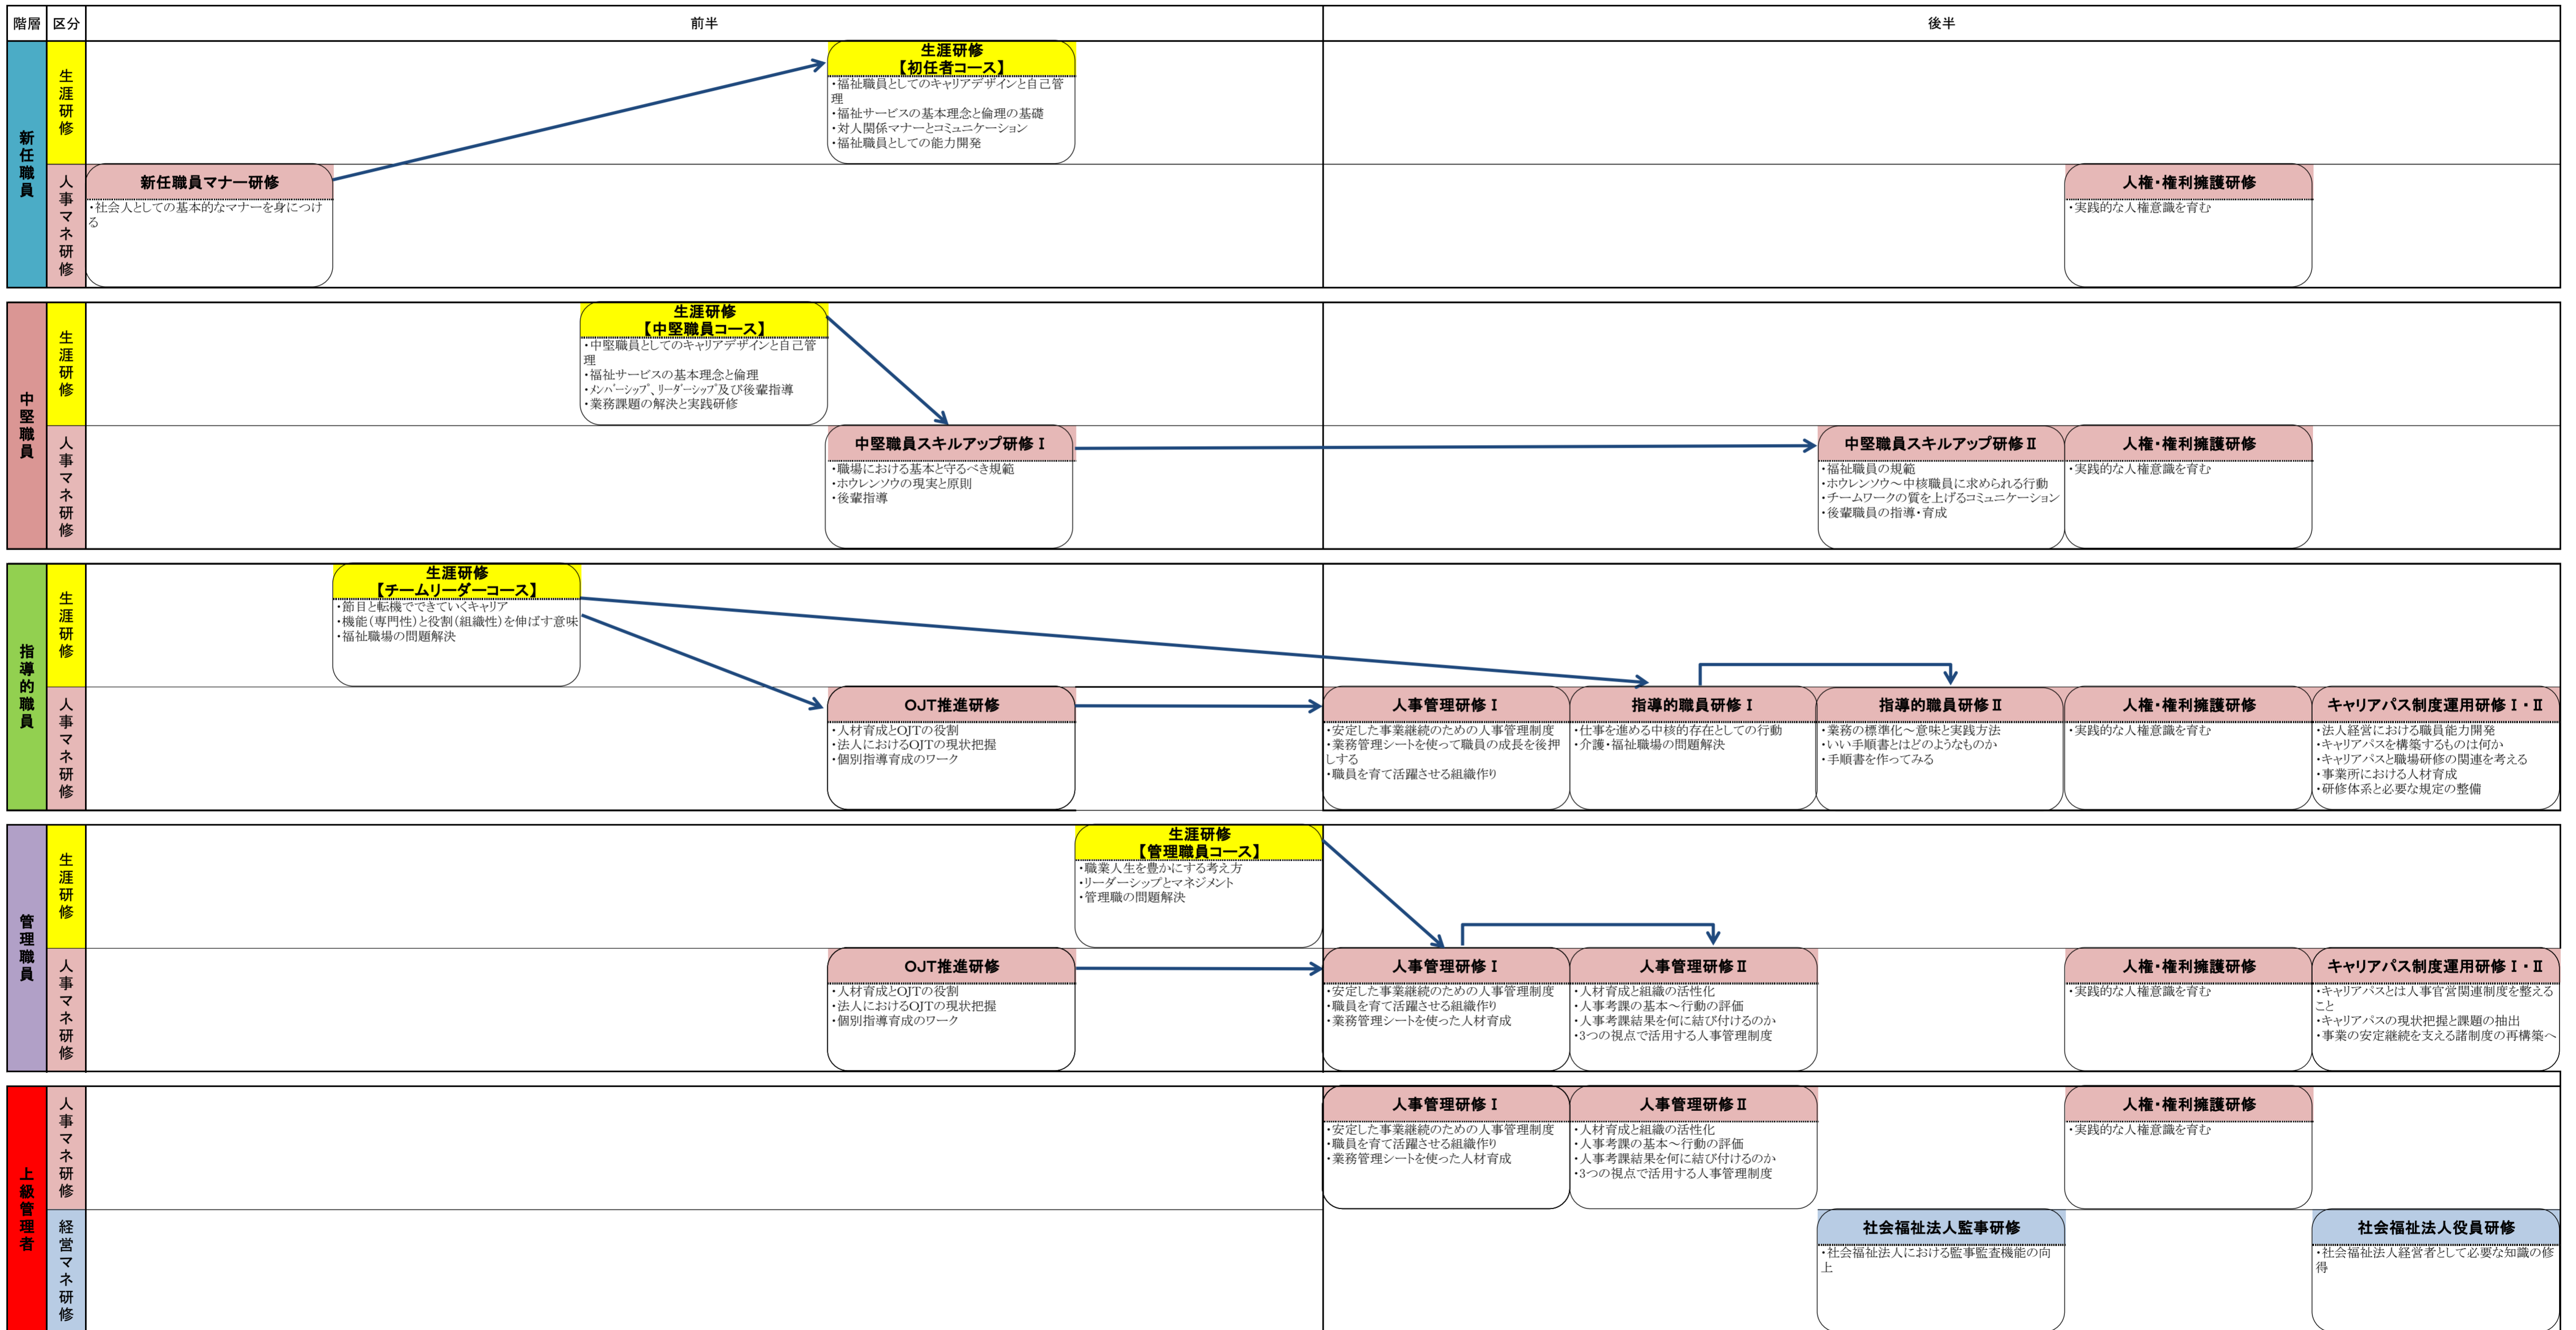 階層 区分 前半 後半
新任職員
生涯研修
生涯研修
【初任者コース】
・福祉職員としてのキャリアデザインと自己管
理
・福祉サービスの基本理念と倫理の基礎
・対人関係マナーとコミュニケーション
・福祉職員としての能力開発
人事マネ研修
新任職員マナー研修
・社会人としての基本的なマナーを身につけ
る
人権・権利擁護研修
・実践的な人権意識を育む
中堅職員
生涯研修
生涯研修
【中堅職員コース】
・中堅職員としてのキャリアデザインと自己管
理
・福祉サービスの基本理念と倫理
・ﾒﾝﾊﾞｰｼｯﾌﾟ、ﾘｰﾀﾞｰｼｯﾌﾟ及び後輩指導
・業務課題の解決と実践研修
人事マネ研修
中堅職員スキルアップ研修Ⅰ
・職場における基本と守るべき規範
・ホウレンソウの現実と原則
・後輩指導
中堅職員スキルアップ研修Ⅱ
・福祉職員の規範
・ホウレンソウ～中核職員に求められる行動
・チームワークの質を上げるコミュニケーション
・後輩職員の指導・育成
人権・権利擁護研修
・実践的な人権意識を育む
指導的職員
生涯研修
生涯研修
【チームリーダーコース】
・節目と転機でできていくキャリア
・機能（専門性）と役割（組織性）を伸ばす意味
・福祉職場の問題解決
人事マネ研修
OJT推進研修
・人材育成とOJTの役割
・法人におけるOJTの現状把握
・個別指導育成のワーク
人事管理研修Ⅰ
・安定した事業継続のための人事管理制度
・業務管理シートを使って職員の成長を後押
しする
・職員を育て活躍させる組織作り
指導的職員研修Ⅰ
・仕事を進める中核的存在としての行動
・介護・福祉職場の問題解決
指導的職員研修Ⅱ
・業務の標準化～意味と実践方法
・いい手順書とはどのようなものか
・手順書を作ってみる
人権・権利擁護研修
・実践的な人権意識を育む
キャリアパス制度運用研修Ⅰ・Ⅱ
・法人経営における職員能力開発
・キャリアパスを構築するものは何か
・キャリアパスと職場研修の関連を考える
・事業所における人材育成
・研修体系と必要な規定の整備
管理職員
生涯研修
生涯研修
【管理職員コース】
・職業人生を豊かにする考え方
・リーダーシップとマネジメント
・管理職の問題解決
人事マネ研修
OJT推進研修
・人材育成とOJTの役割
・法人におけるOJTの現状把握
・個別指導育成のワーク
人事管理研修Ⅰ
・安定した事業継続のための人事管理制度
・職員を育て活躍させる組織作り
・業務管理シートを使った人材育成
人事管理研修Ⅱ
・人材育成と組織の活性化
・人事考課の基本～行動の評価
・人事考課結果を何に結び付けるのか
・3つの視点で活用する人事管理制度
人権・権利擁護研修
・実践的な人権意識を育む
キャリアパス制度運用研修Ⅰ・Ⅱ
・キャリアパスとは人事官営関連制度を整える
こと
・キャリアパスの現状把握と課題の抽出
・事業の安定継続を支える諸制度の再構築へ
上級管理者
人事マネ研修
人事管理研修Ⅰ
・安定した事業継続のための人事管理制度
・職員を育て活躍させる組織作り
・業務管理シートを使った人材育成
人事管理研修Ⅱ
・人材育成と組織の活性化
・人事考課の基本～行動の評価
・人事考課結果を何に結び付けるのか
・3つの視点で活用する人事管理制度
人権・権利擁護研修
・実践的な人権意識を育む
経営マネ研修
社会福祉法人監事研修
・社会福祉法人における監事監査機能の向
上
社会福祉法人役員研修
・社会福祉法人経営者として必要な知識の修
得